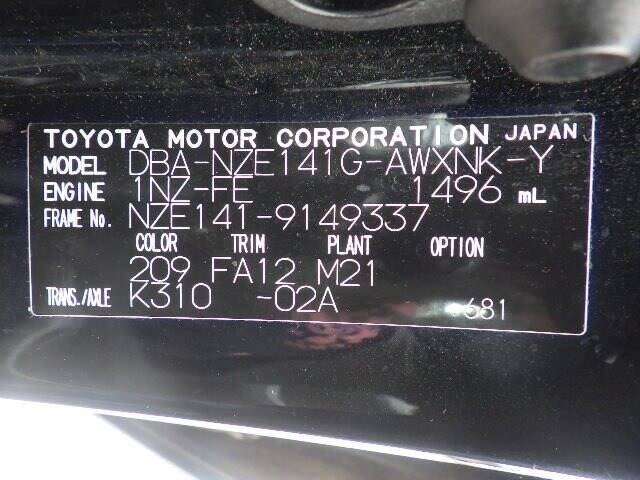 TOYOTA MOTOR CORPORATION JAPAN
MODEL DBA-NZE141G-AWXNK-Y
ENGINE 1NZ-FE 1496 mL
FRAME No. NZE141-9149337
COLOR TRIM PLANT OPTION
209 FA12 M21
TRANS./AXLE K310 -02A
681